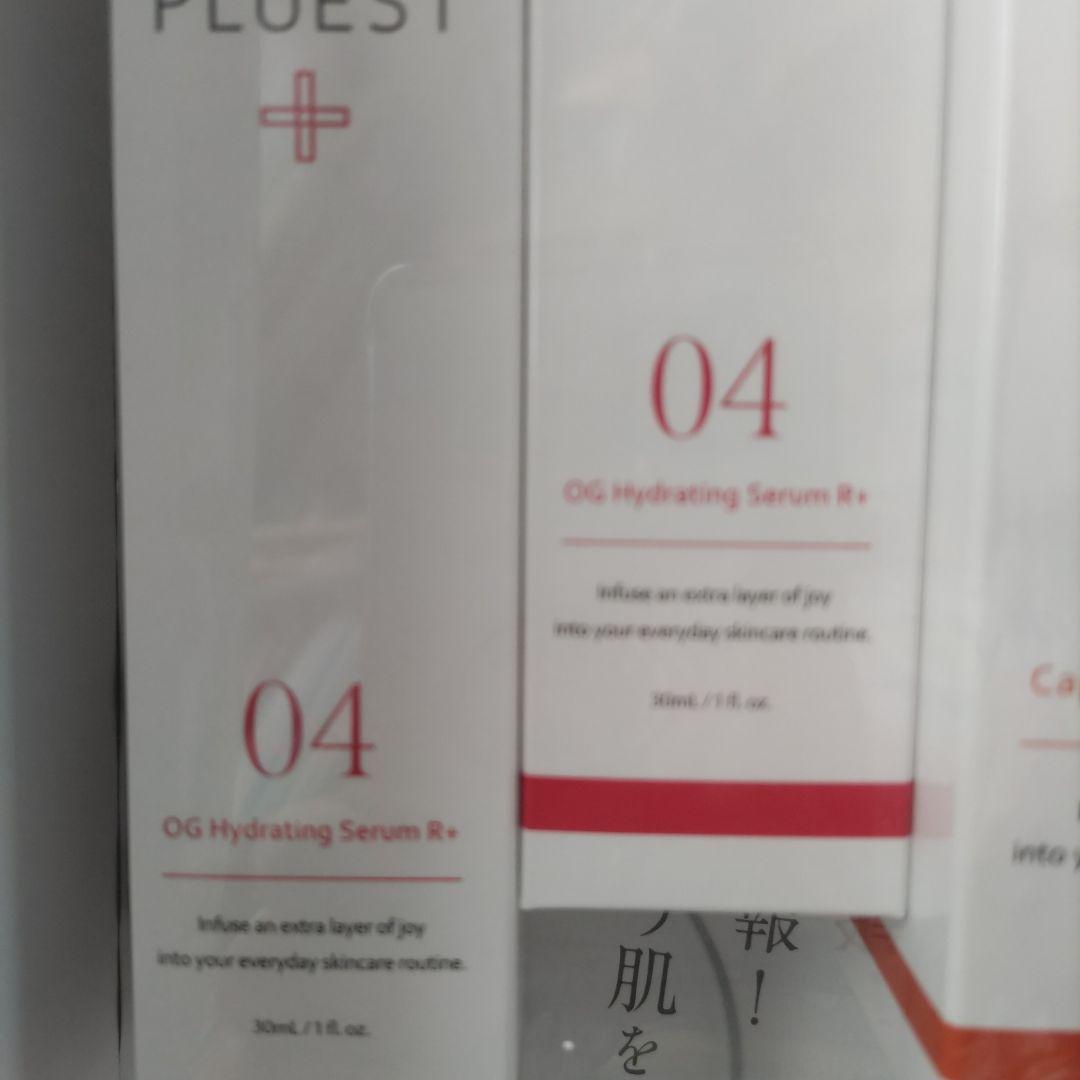 PLUEST
04
OG Hydrating Serum R+
Infuse an extra layer of joy
into your everyday skincare routine.
30mL / 1 fl. oz.
04
OG Hydrating Serum R+
Infuse an extra layer of joy
into your everyday skincare routine.
30mL / 1 fl. oz.
Ca
into y
報!
肌を